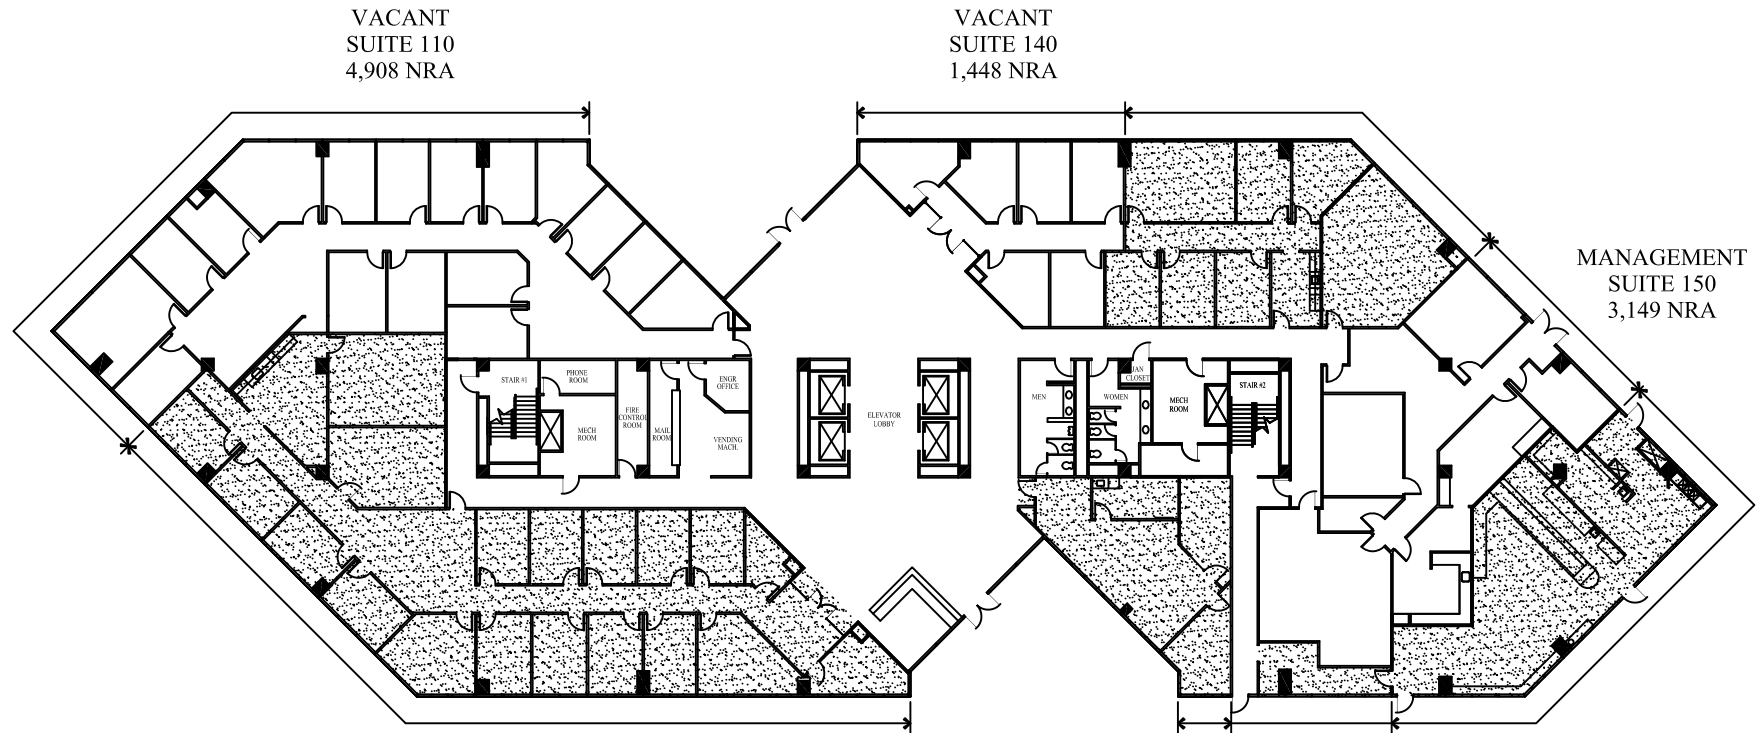 VACANT
SUITE 110
4,908 NRA
VACANT
SUITE 140
1,448 NRA
MANAGEMENT
SUITE 150
3,149 NRA
STAIR #1
PHONE
ROOM
MECH
ROOM
FIRE
CONTROL
ROOM
MAIL
ROOM
ENGR
OFFICE
VENDING
MACH.
ELEVATOR
LOBBY
MEN
WOMEN
JAN
CLOSET
MECH
ROOM
STAIR #2